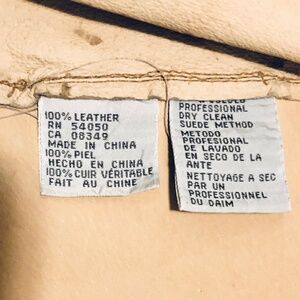 100% LEATHER
RN 54050
CA 08349
MADE IN CHINA
100% PIEL
HECHO EN CHINA
100% CUIR VÉRITABLE
FAIT AU CHINE
PROFESSIONAL
DRY CLEAN
SUEDE METHOD
METODO
PROFESIONAL
DE LAVADO
EN SECO DE LA
ANTE
NETTOYAGE A SEC
PAR UN
PROFESSIONNEL
DU DAIM